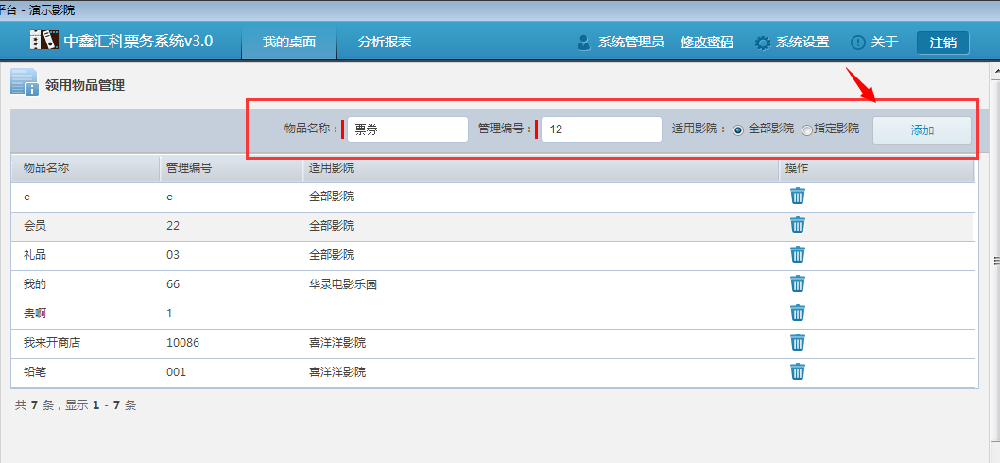 平台 - 演示影院
中鑫汇科票务系统v3.0 我的桌面 分析报表 系统管理员 修改密码 系统设置 关于 注销
领用物品管理
物品名称： 票劵 管理编号： 12 适用影院： 全部影院 指定影院 添加
物品名称 管理编号 适用影院 操作
e e 全部影院
会员 22 全部影院
礼品 03 全部影院
我的 66 华录电影乐园
贵啊 1
我来开商店 10086 喜洋洋影院
铅笔 001 喜洋洋影院
共 7 条 , 显示 1 - 7 条